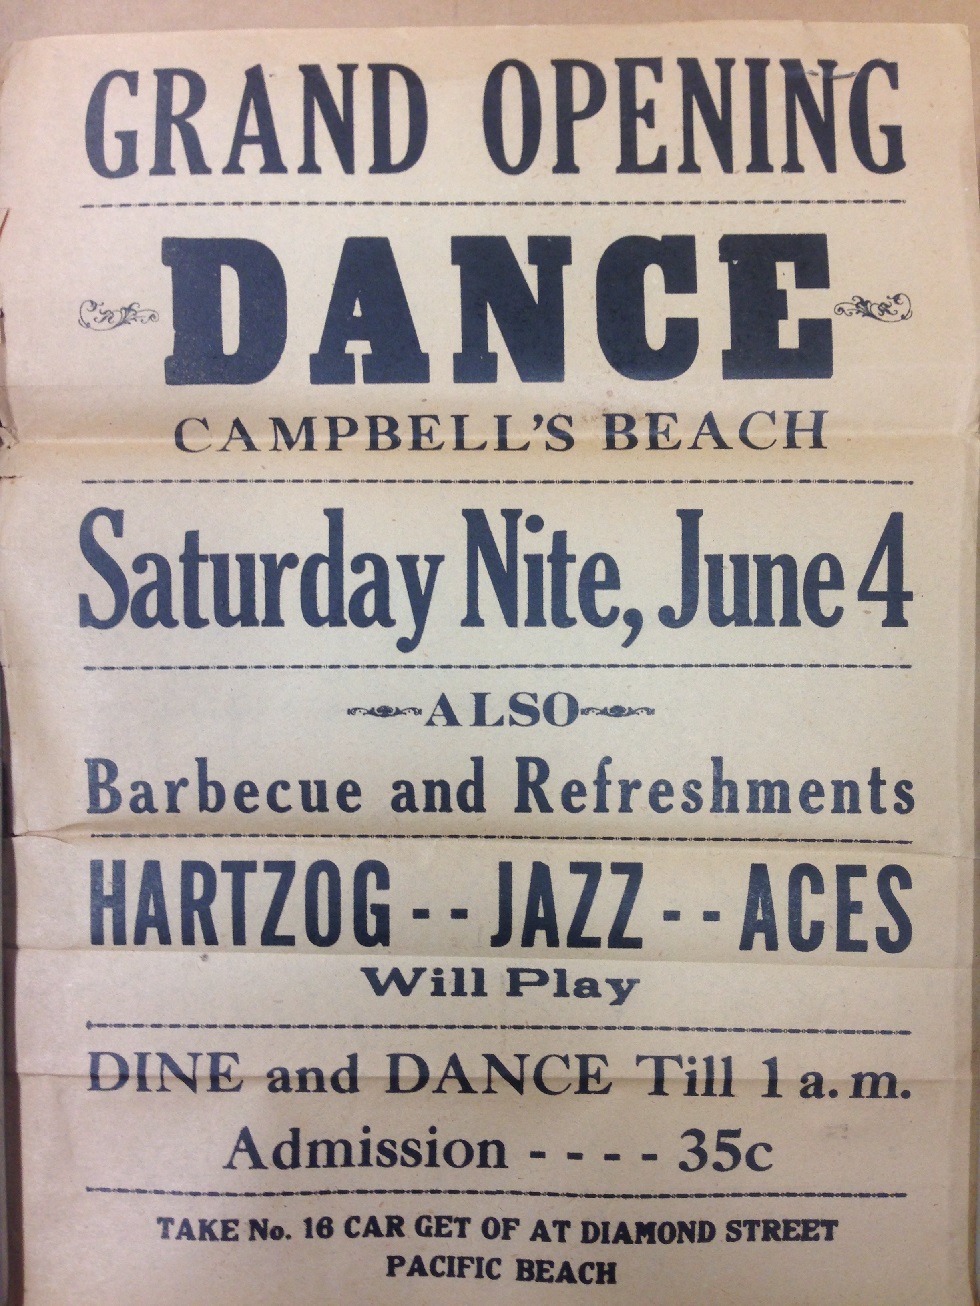 GRAND OPENING
DANCE
CAMPBELL'S BEACH
Saturday Nite, June 4
ALSO
Barbecue and Refreshments
HARTZOG -- JAZZ -- ACES
Will Play
DINE and DANCE Till 1 a. m.
Admission - - - - 35c
TAKE No. 16 CAR GET OF AT DIAMOND STREET
PACIFIC BEACH